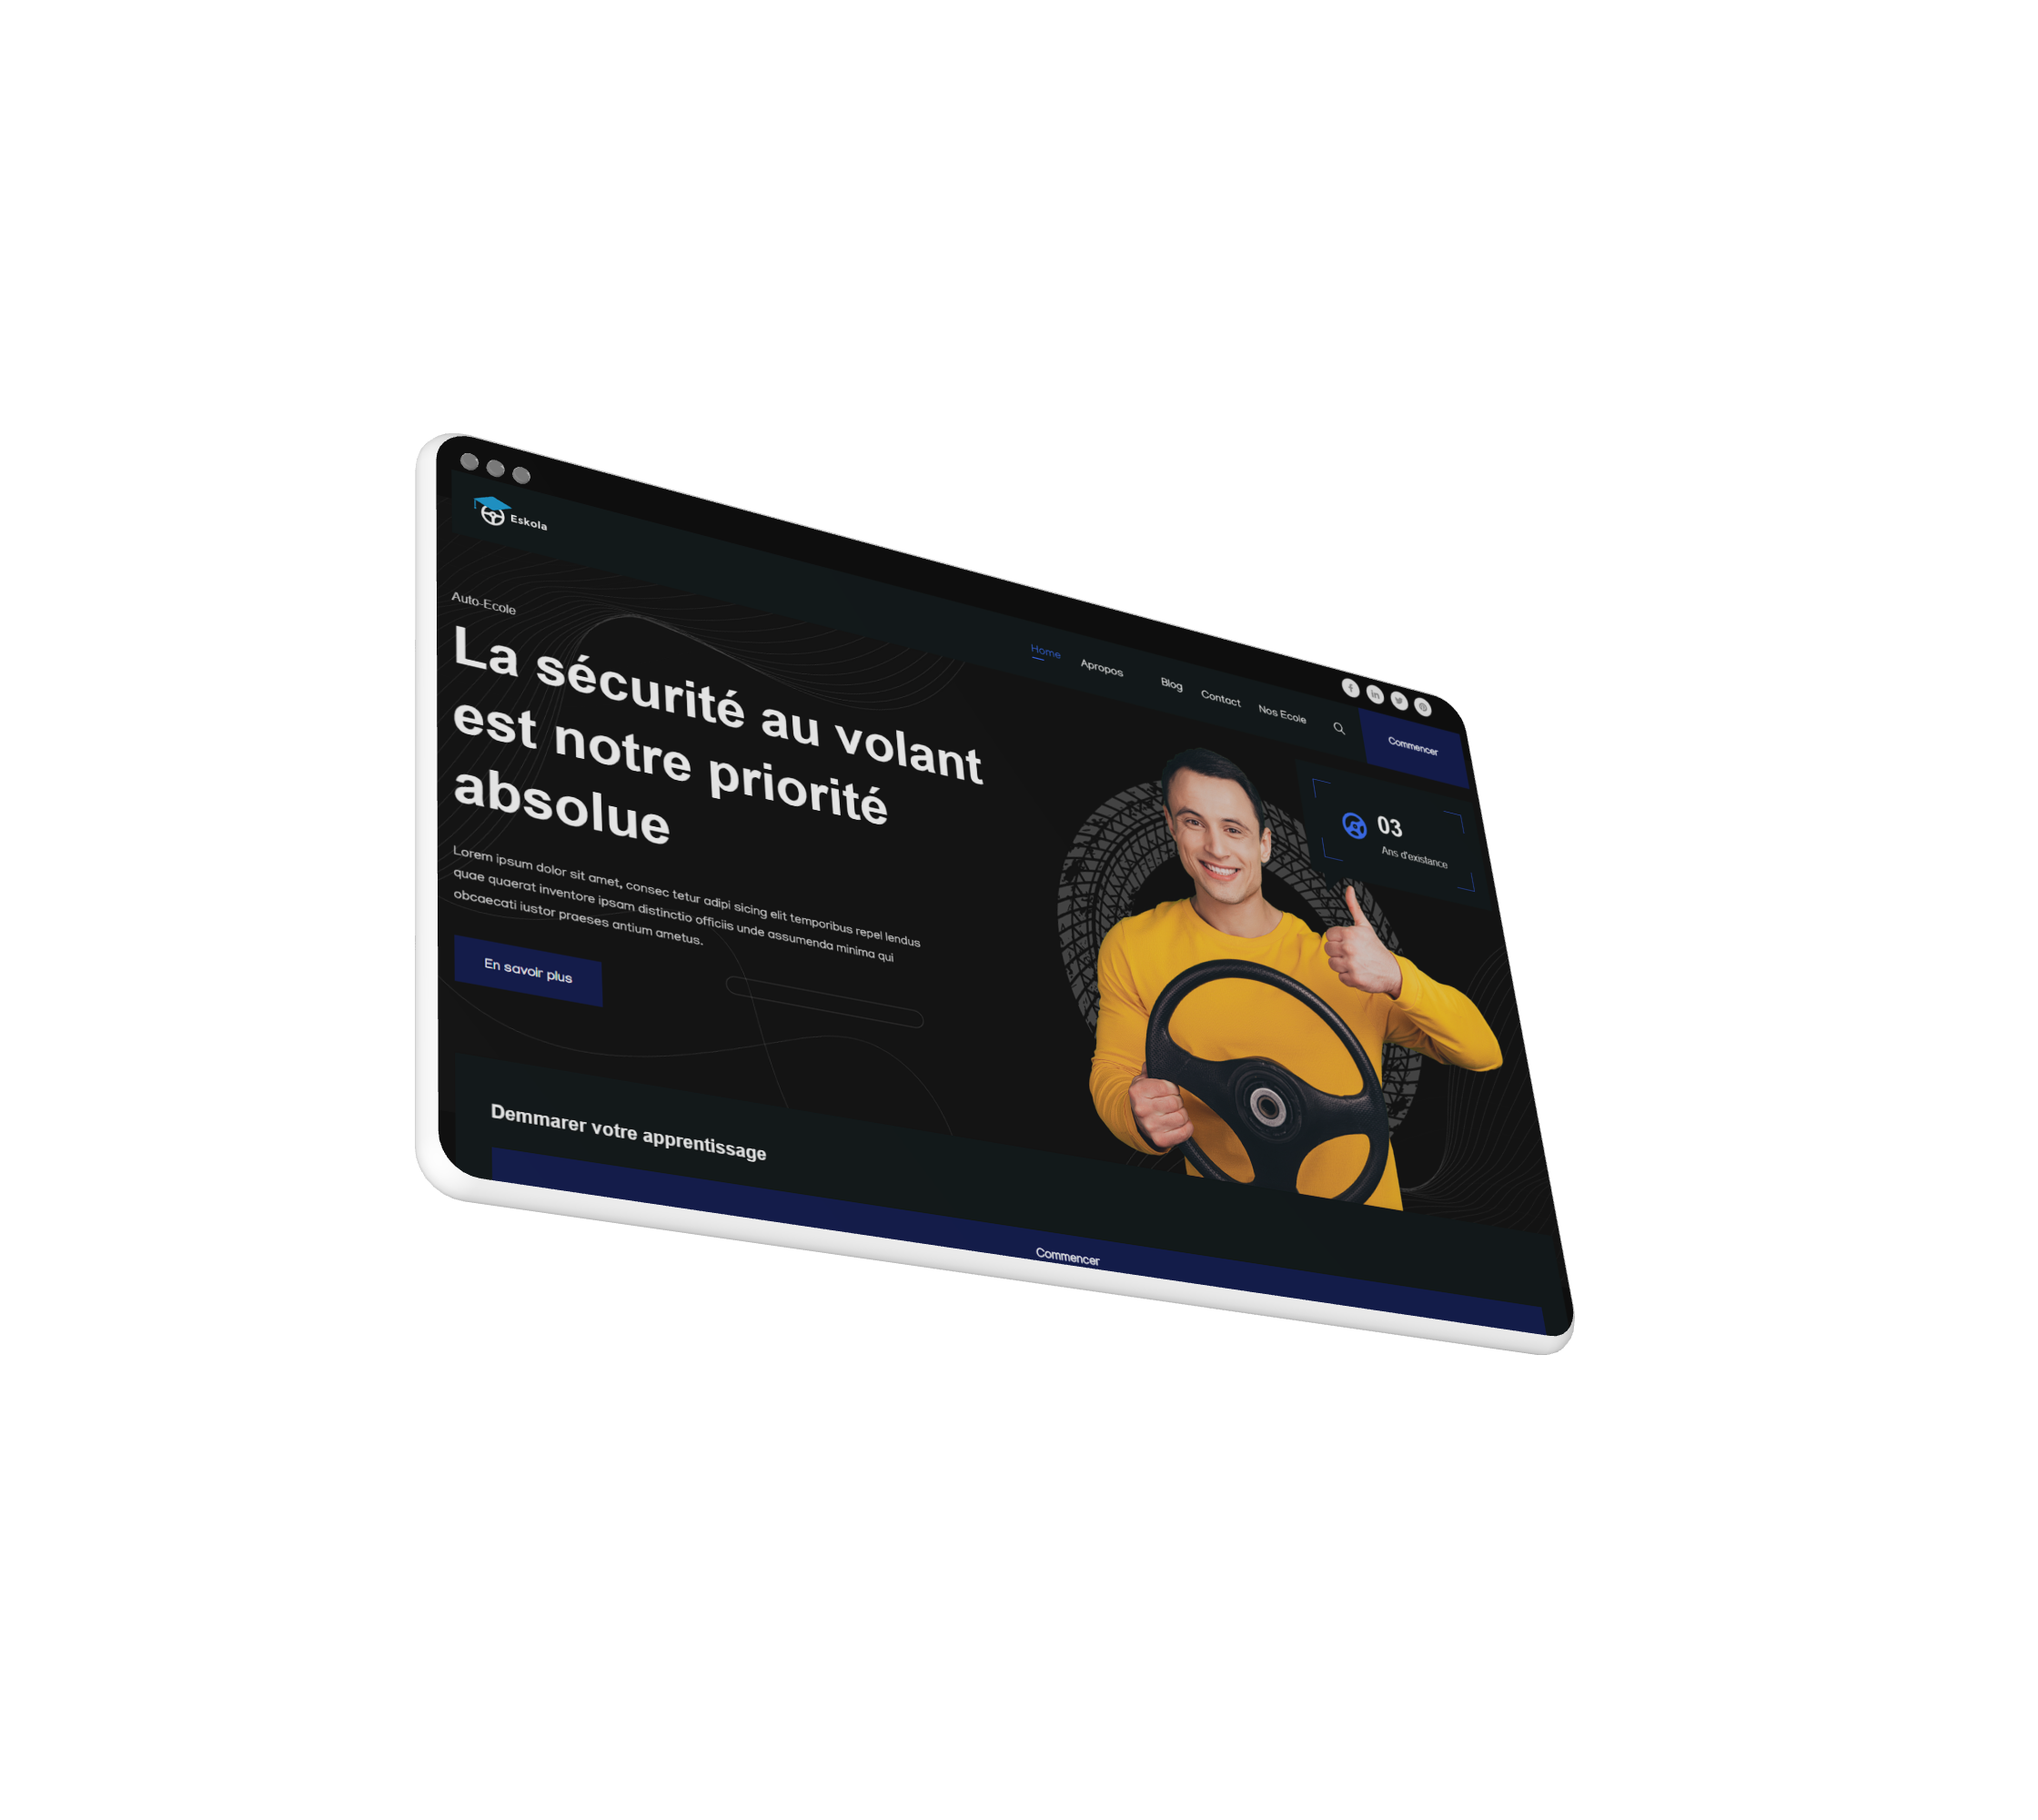 Eskola
Home
Apropos
Blog
Contact
Nos Ecole
Commencer
Auto-Ecole
La sécurité au volant
est notre priorité
absolue
Lorem ipsum dolor sit amet, consec tetur adipi sicing elit temporibus repel lendus
quae quaerat inventore ipsam distinctio officiis unde assumenda minima qui
obcaecati iustor praeses antium ametus.
En savoir plus
03
Ans d'existance
Demmarer votre apprentissage
Commencer